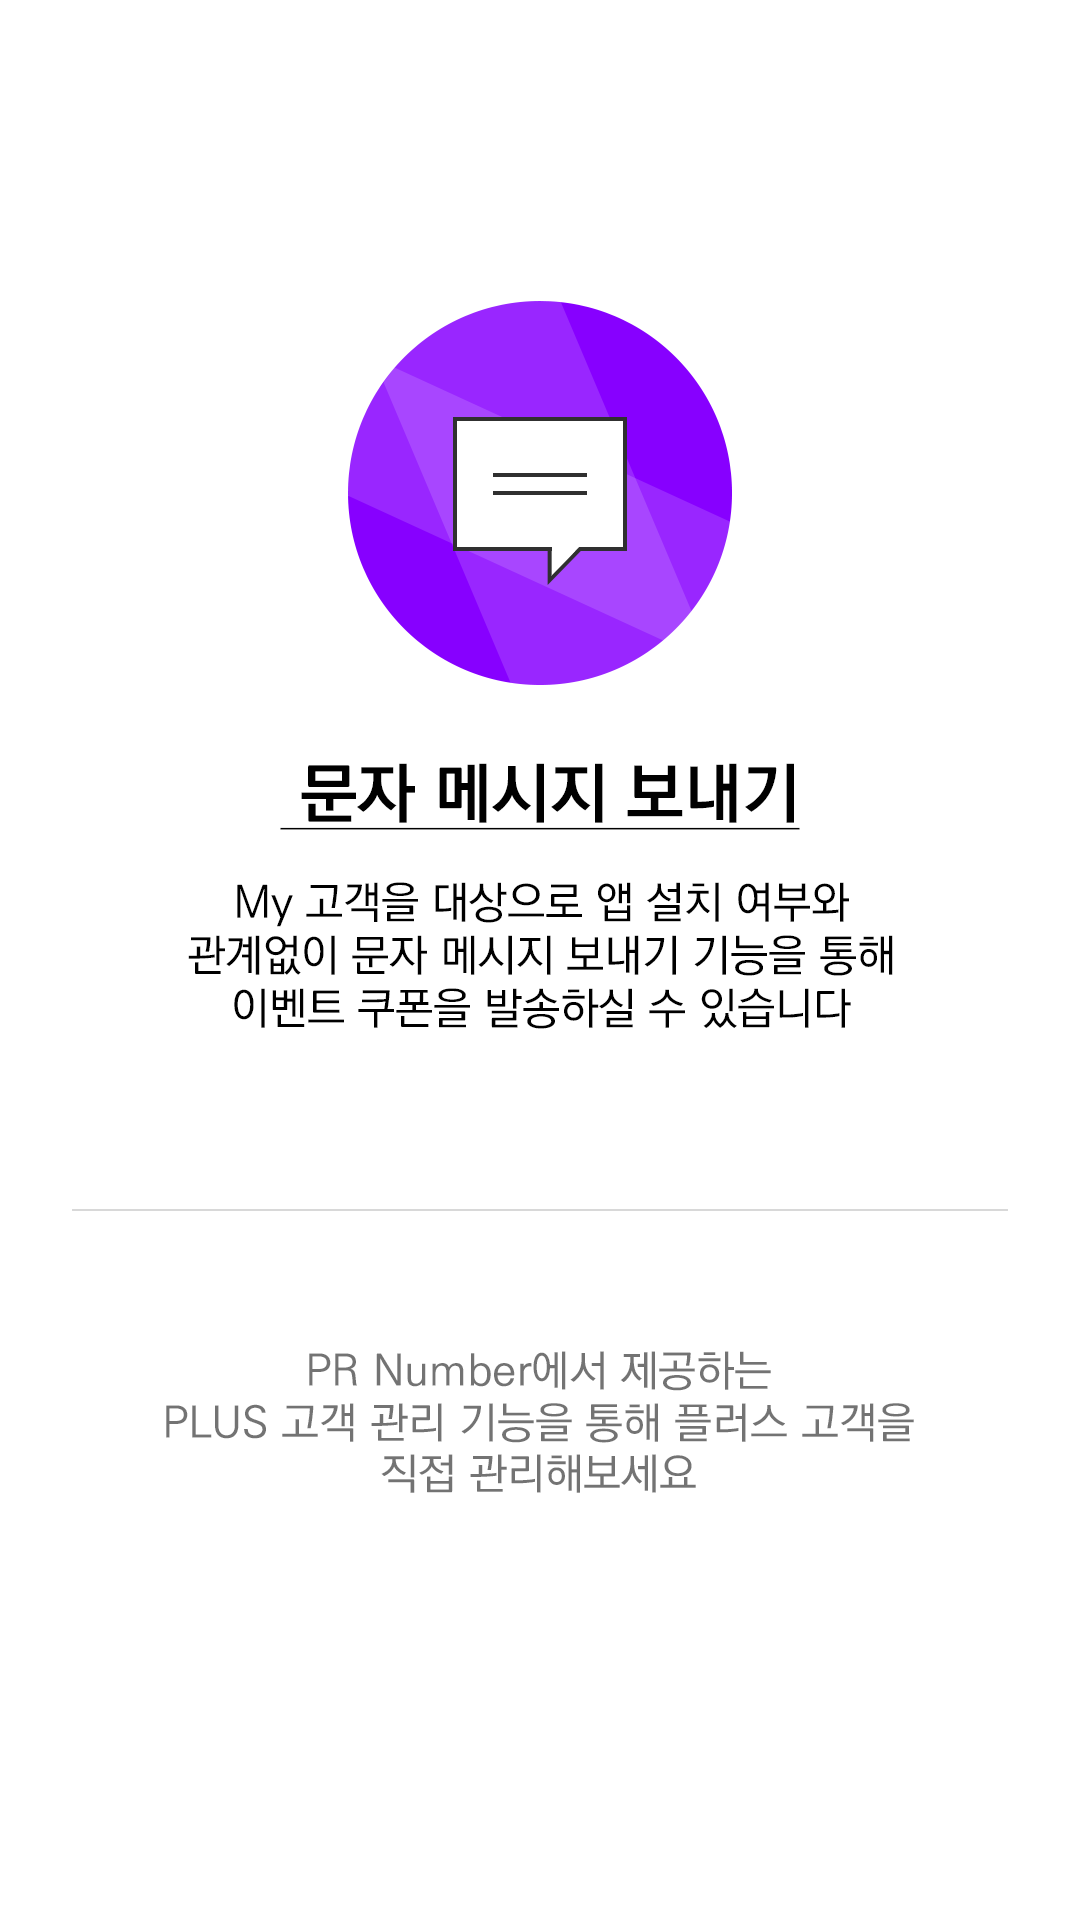 문자 메시지 보내기
My 고객을 대상으로 앱 설치 여부와
관계없이 문자 메시지 보내기 기능을 통해
이벤트 쿠폰을 발송하실 수 있습니다
PR Number에서 제공하는
PLUS 고객 관리 기능을 통해 플러스 고객을
직접 관리해보세요